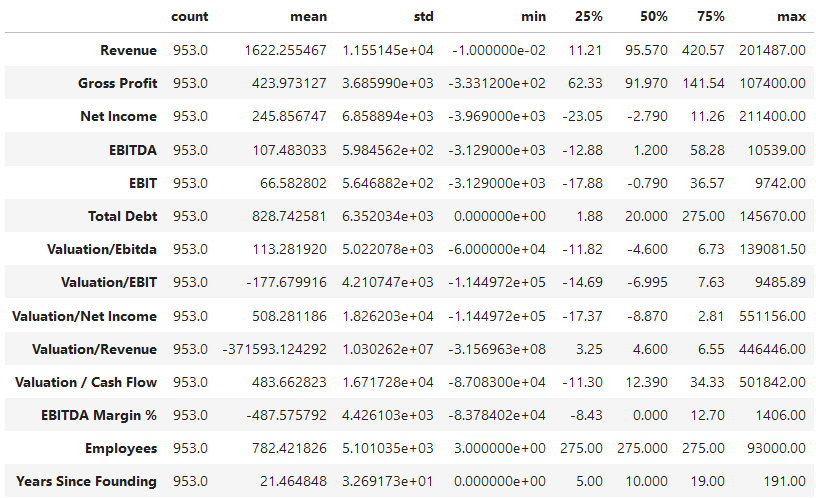 count mean std min 25% 50% 75% max
Revenue 953.0 1622.255467 1.155145e+04 -1.000000e-02 11.21 95.570 420.57 201487.00
Gross Profit 953.0 423.973127 3.685990e+03 -3.331200e+02 62.33 91.970 141.54 107400.00
Net Income 953.0 245.856747 6.858894e+03 -3.969000e+03 -23.05 -2.790 11.26 211400.00
EBITDA 953.0 107.483033 5.984562e+02 -3.129000e+03 -12.88 1.200 58.28 10539.00
EBIT 953.0 66.582802 5.646882e+02 -3.129000e+03 -17.88 -0.790 36.57 9742.00
Total Debt 953.0 828.742581 6.352034e+03 0.000000e+00 1.88 20.000 275.00 145670.00
Valuation/Ebitda 953.0 113.281920 5.022078e+03 -6.000000e+04 -11.82 -4.600 6.73 139081.50
Valuation/EBIT 953.0 -177.679916 4.210747e+03 -1.144972e+05 -14.69 -6.995 7.63 9485.89
Valuation/Net Income 953.0 508.281186 1.826203e+04 -1.144972e+05 -17.37 -8.870 2.81 551156.00
Valuation/Revenue 953.0 -371593.124292 1.030262e+07 -3.156963e+08 3.25 4.600 6.55 446446.00
Valuation / Cash Flow 953.0 483.662823 1.671728e+04 -8.708300e+04 -11.30 12.390 34.33 501842.00
EBITDA Margin % 953.0 -487.575792 4.426103e+03 -8.378402e+04 -8.43 0.000 12.70 1406.00
Employees 953.0 782.421826 5.101035e+03 3.000000e+00 275.00 275.000 275.00 93000.00
Years Since Founding 953.0 21.464848 3.269173e+01 0.000000e+00 5.00 10.000 19.00 191.00